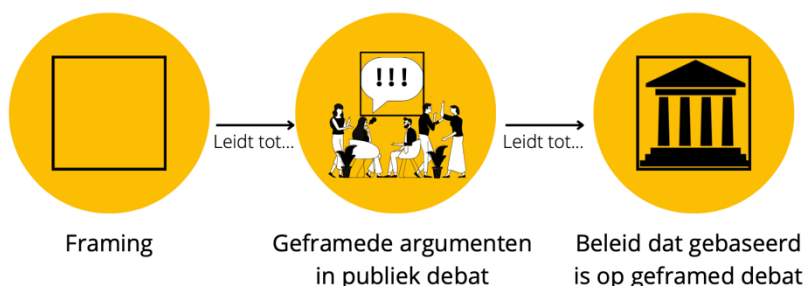 !!!
Leidt tot...
Leidt tot...
Framing
Geframede argumenten
in publiek debat
Beleid dat gebaseerd
is op geframed debat